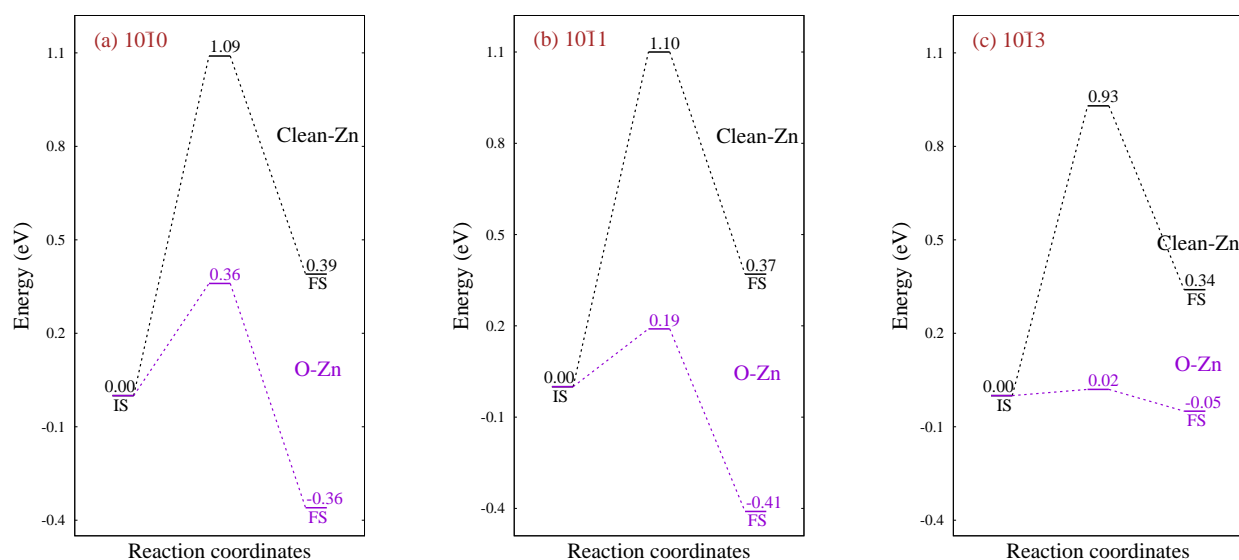 (a) 101̅0
1.09
1.1
Clean-Zn
0.8
Energy (eV)
0.5
0.39
FS
0.36
0.2
O-Zn
0.00
IS
-0.1
-0.36
FS
-0.4
Reaction coordinates
(b) 101̅1
1.10
1.1
Clean-Zn
0.8
Energy (eV)
0.5
0.37
FS
0.19
0.2
O-Zn
0.00
IS
-0.1
-0.41
FS
-0.4
Reaction coordinates
(c) 101̅3
1.1
0.93
0.8
Energy (eV)
0.5
Clean-Zn
0.34
FS
0.2
O-Zn
0.00
IS
0.02
-0.05
FS
-0.1
-0.4
Reaction coordinates